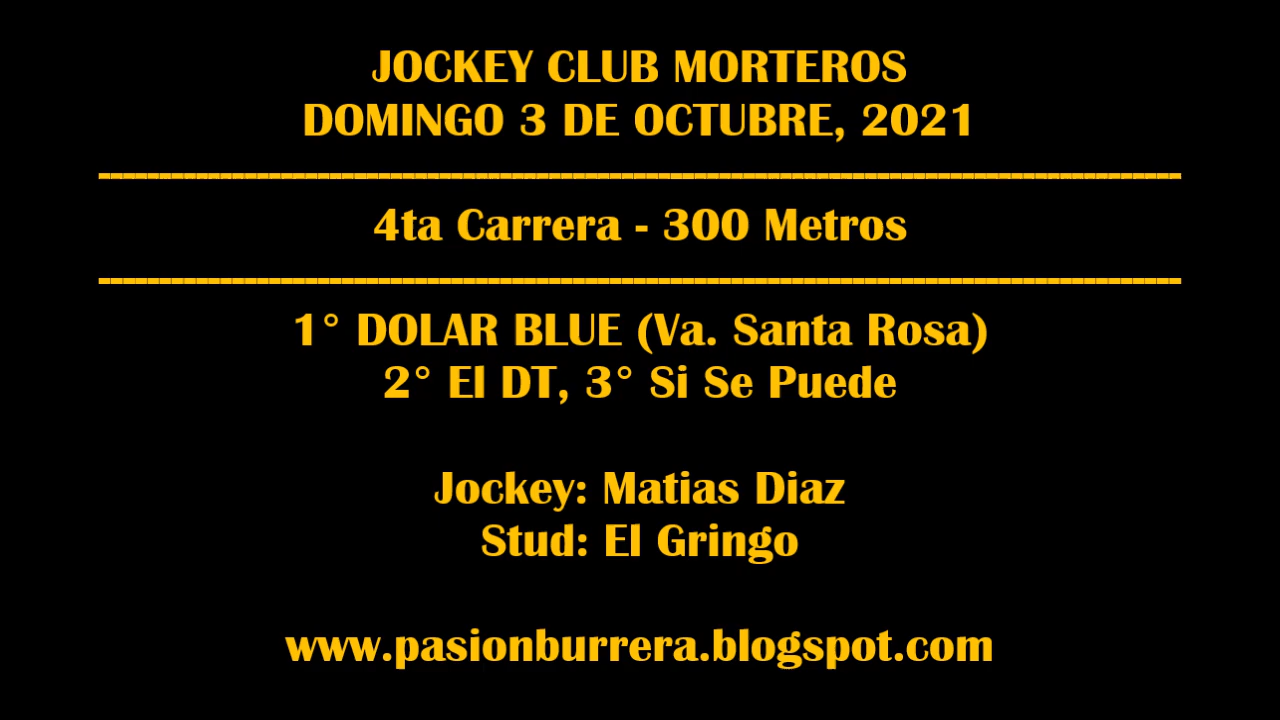 JOCKEY CLUB MORTEROS
DOMINGO 3 DE OCTUBRE, 2021
4ta Carrera - 300 Metros
1° DOLAR BLUE (Va. Santa Rosa)
2° El DT, 3° Si Se Puede
Jockey: Matias Diaz
Stud: El Gringo
www.pasionburrera.blogspot.com